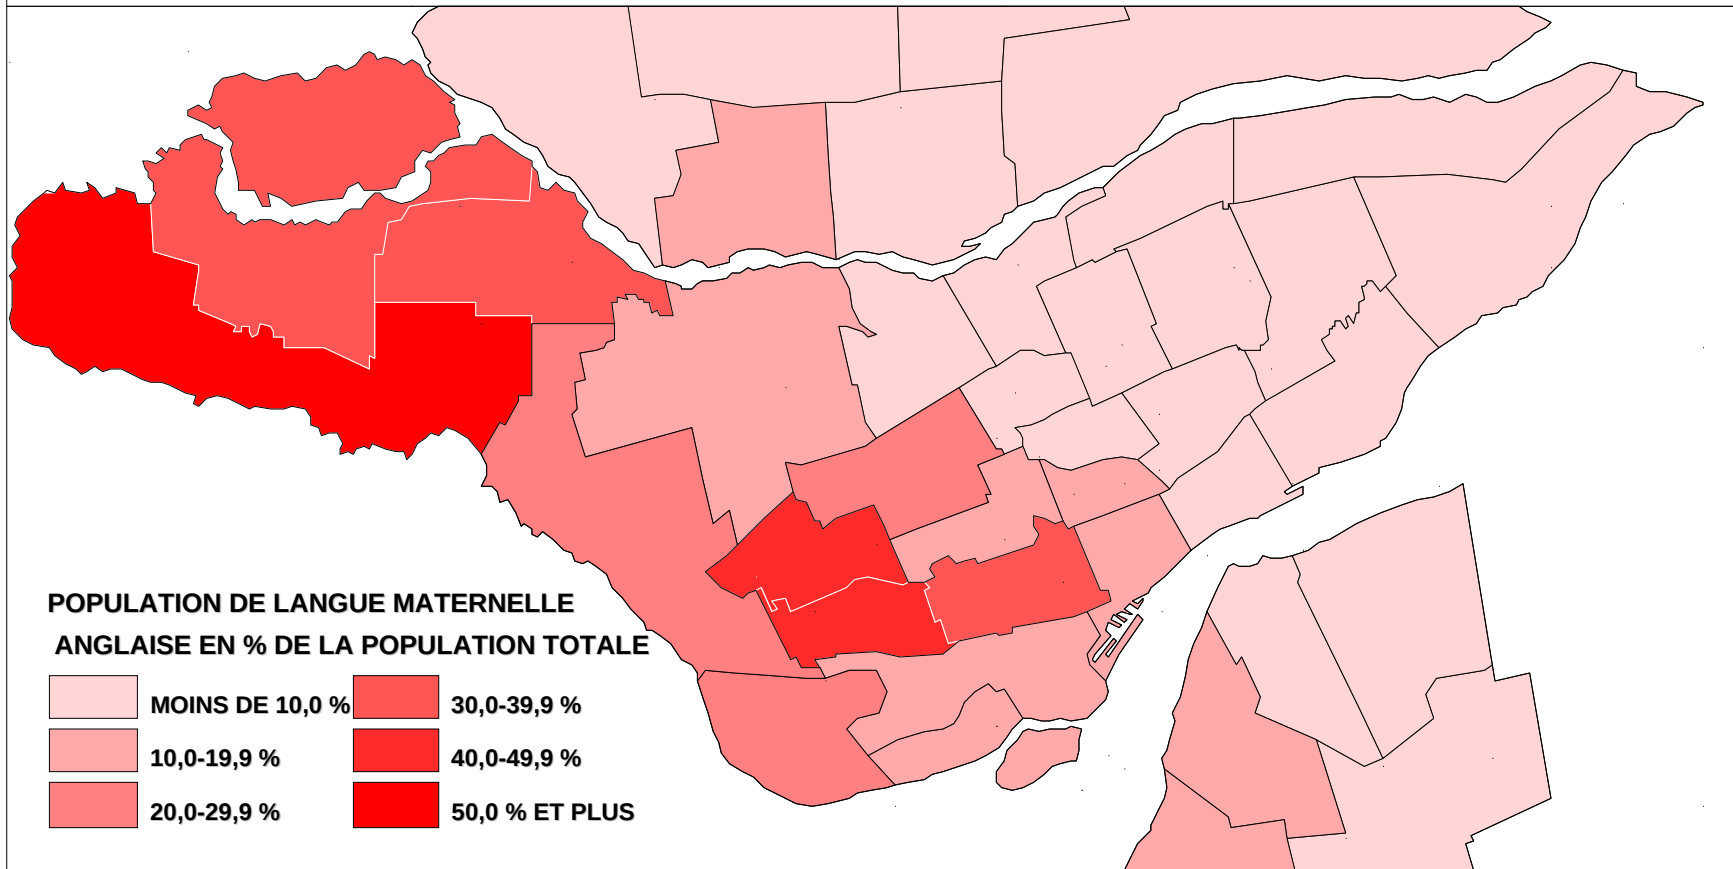 POPULATION DE LANGUE MATERNELLE
ANGLAISE EN % DE LA POPULATION TOTALE
MOINS DE 10,0 %
30,0-39,9 %
10,0-19,9 %
40,0-49,9 %
20,0-29,9 %
50,0 % ET PLUS